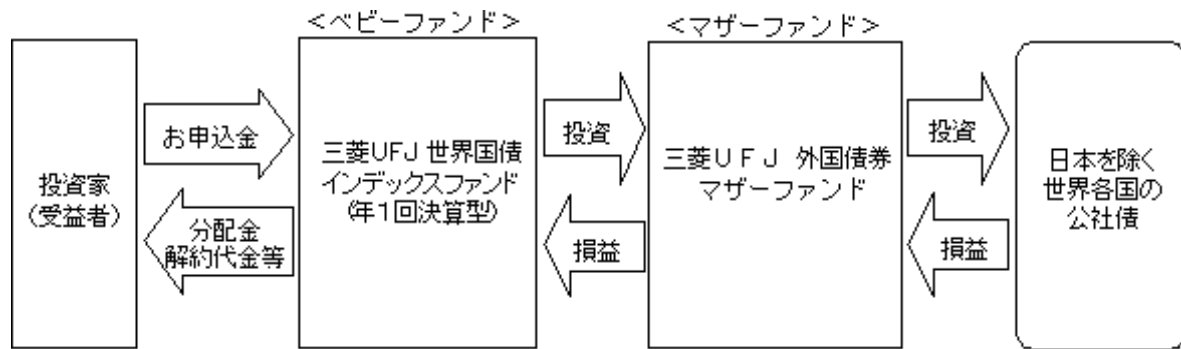 ＜ベビーファンド＞
＜マザーファンド＞
投資家
（受益者）
お申込金
分配金
解約代金等
三菱UFJ 世界国債
インデックスファンド
（年１回決算型）
投資
損益
三菱ＵＦＪ 外国債券
マザーファンド
投資
損益
日本を除く
世界各国の
公社債